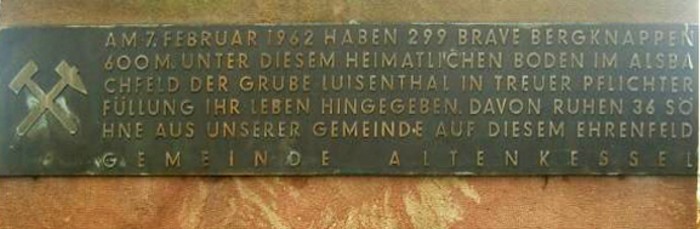 AM 7. FEBRUAR 1962 HABEN 299 BRAVE BERGKNAPPEN
600 M. UNTER DIESEM HEIMATLICHEN BODEN IM ALSBA
CHFELD DER GRUBE LUISENTHAL IN TREUER PFLICHTER
FÜLLUNG IHR LEBEN HINGEGEBEN. DAVON RUHEN 36 SÖ
HNE AUS UNSERER GEMEINDE AUF DIESEM EHRENFELD
GEMEINDE ALTENKESSEL